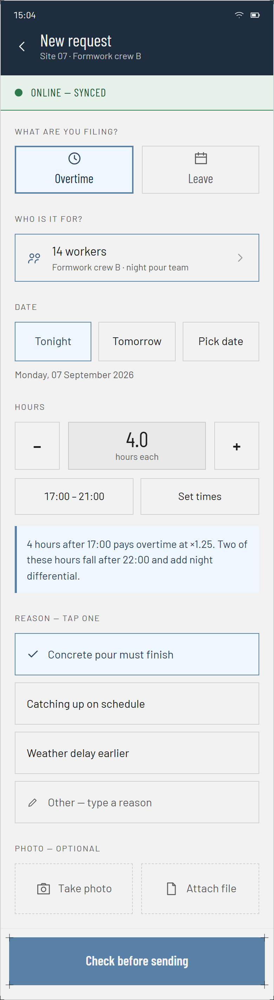 15:04
New request
Site 07 · Formwork crew B
ONLINE — SYNCED
WHAT ARE YOU FILING?
Overtime
Leave
WHO IS IT FOR?
14 workers
Formwork crew B · night pour team
DATE
Tonight
Tomorrow
Pick date
Monday, 07 September 2026
HOURS
–
4.0
hours each
+
17:00 – 21:00
Set times
4 hours after 17:00 pays overtime at ×1.25. Two of
these hours fall after 22:00 and add night
differential.
REASON — TAP ONE
Concrete pour must finish
Catching up on schedule
Weather delay earlier
Other — type a reason
PHOTO — OPTIONAL
Take photo
Attach file
Check before sending